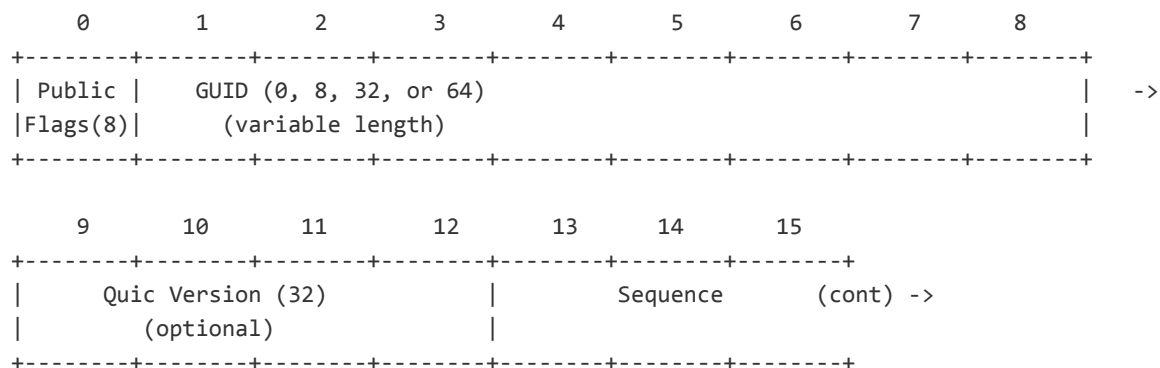 0 1 2 3 4 5 6 7 8
+--------+--------+--------+--------+--------+--------+--------+--------+--------+
| Public | GUID (0, 8, 32, or 64) | ->
|Flags(8)| (variable length) |
+--------+--------+--------+--------+--------+--------+--------+--------+--------+
9 10 11 12 13 14 15
+--------+--------+--------+--------+--------+--------+--------+
| Quic Version (32) | Sequence (cont) ->
| (optional) |
+--------+--------+--------+--------+--------+--------+--------+